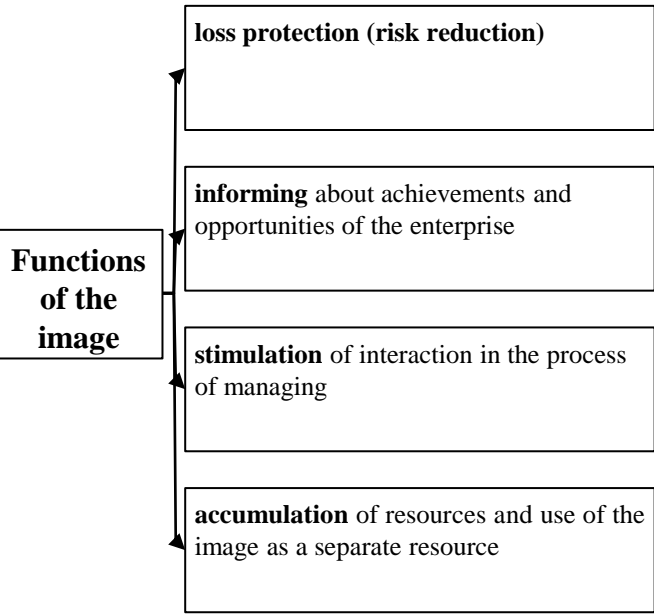 Functions
of the
image
loss protection (risk reduction)
informing about achievements and
opportunities of the enterprise
stimulation of interaction in the process
of managing
accumulation of resources and use of the
image as a separate resource